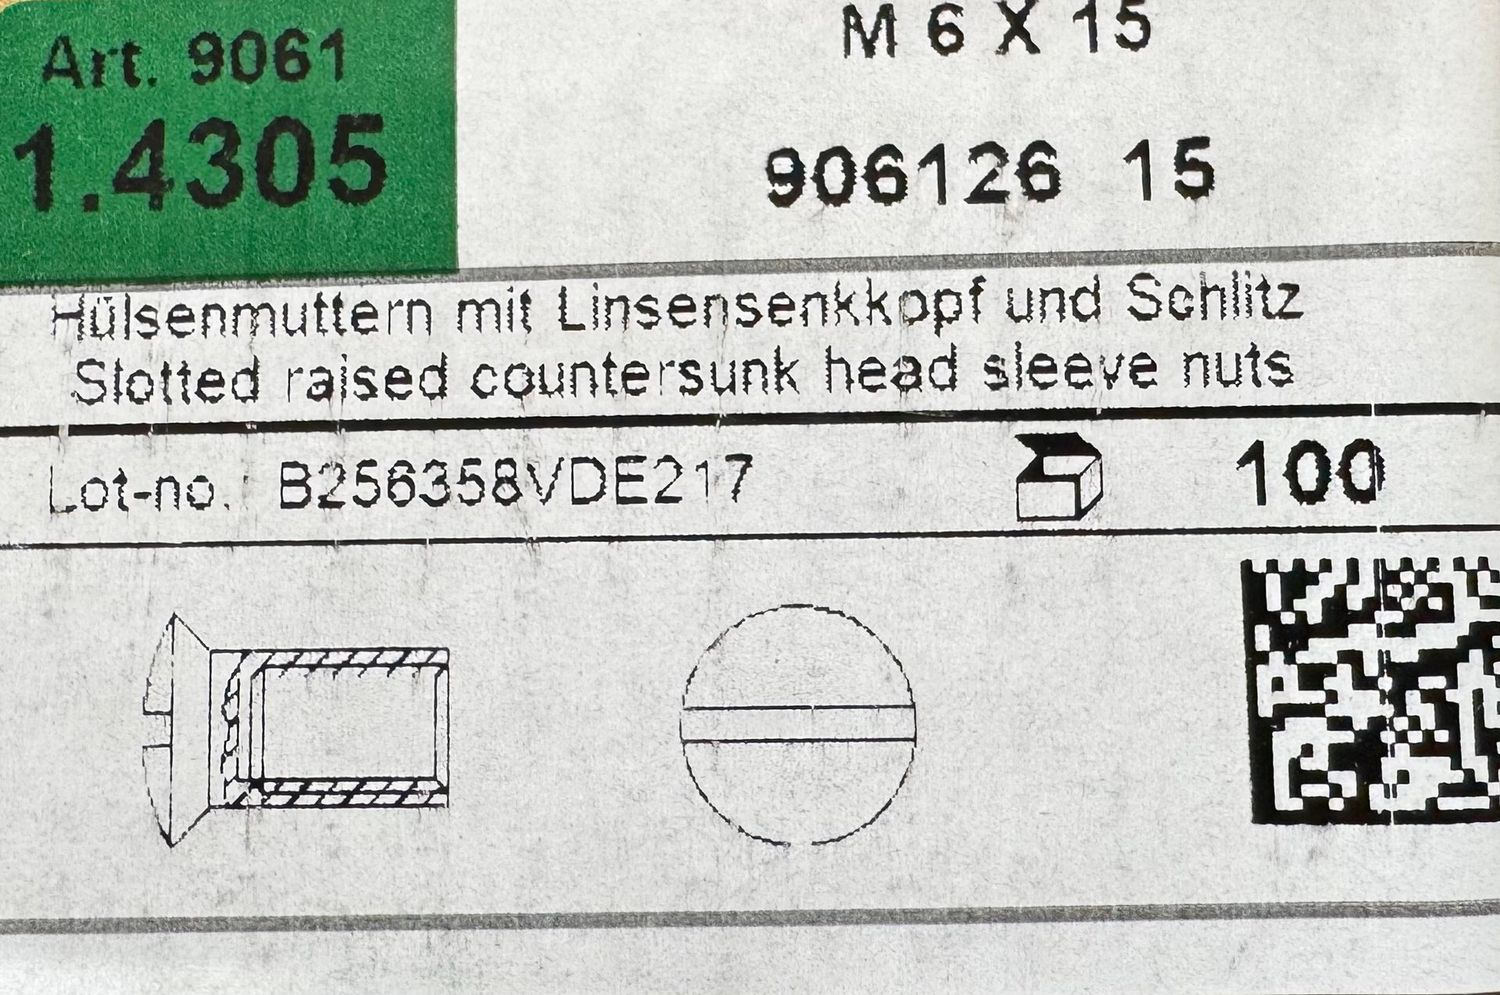 Art. 9061
1.4305
M 6 X 15
906126 15
Hülsenmuttern mit Linsensenkkopf und Schlitz
Slotted raised countersunk head sleeve nuts
Lot-no.: B256358VDE217
100